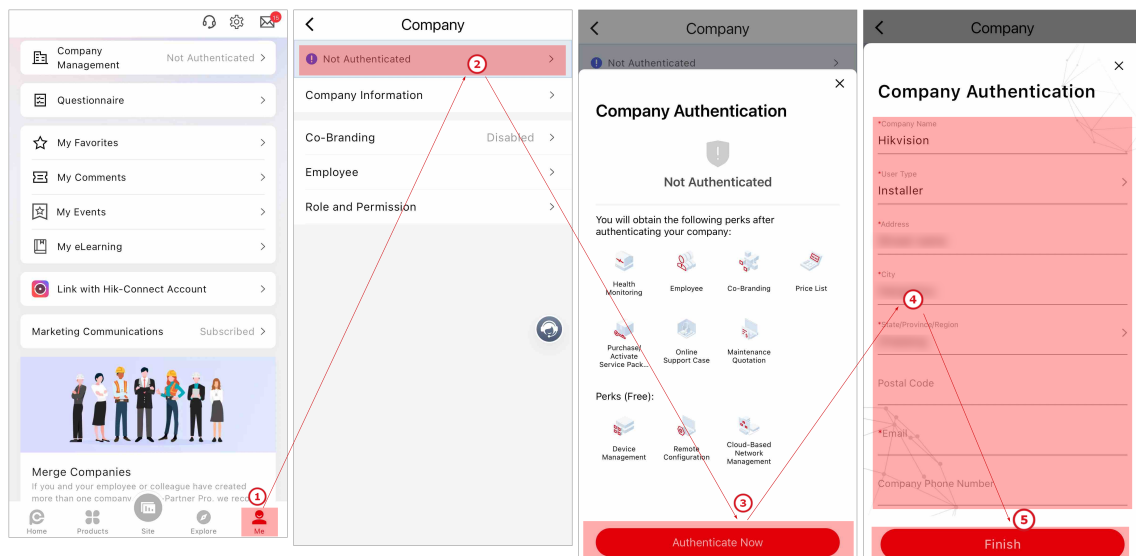 15
Company
Management
Not Authenticated
Questionnaire
My Favorites
My Comments
My Events
My eLearning
Link with Hik-Connect Account
Marketing Communications
Subscribed
Merge Companies
If you and your employee or colleague have created
more than one company
-Partner Pro, we reco
1
Home
Products
Site
Explore
Me
Company
Not Authenticated
2
Company Information
Co-Branding
Disabled
Employee
Role and Permission
Company
Not Authenticated
Company Authentication
Not Authenticated
You will obtain the following perks after
authenticating your company:
Health
Monitoring
Employee
Co-Branding
Price List
Purchase/
Activate
Service Pack...
Online
Support Case
Maintenance
Quotation
Perks (Free):
Device
Management
Remote
Configuration
Cloud-Based
Network
Management
3
Authenticate Now
Company
Company Authentication
*Company Name
Hikvision
*User Type
Installer
*Address
*City
4
*State/Province/Region
Postal Code
*Email
Company Phone Number
5
Finish